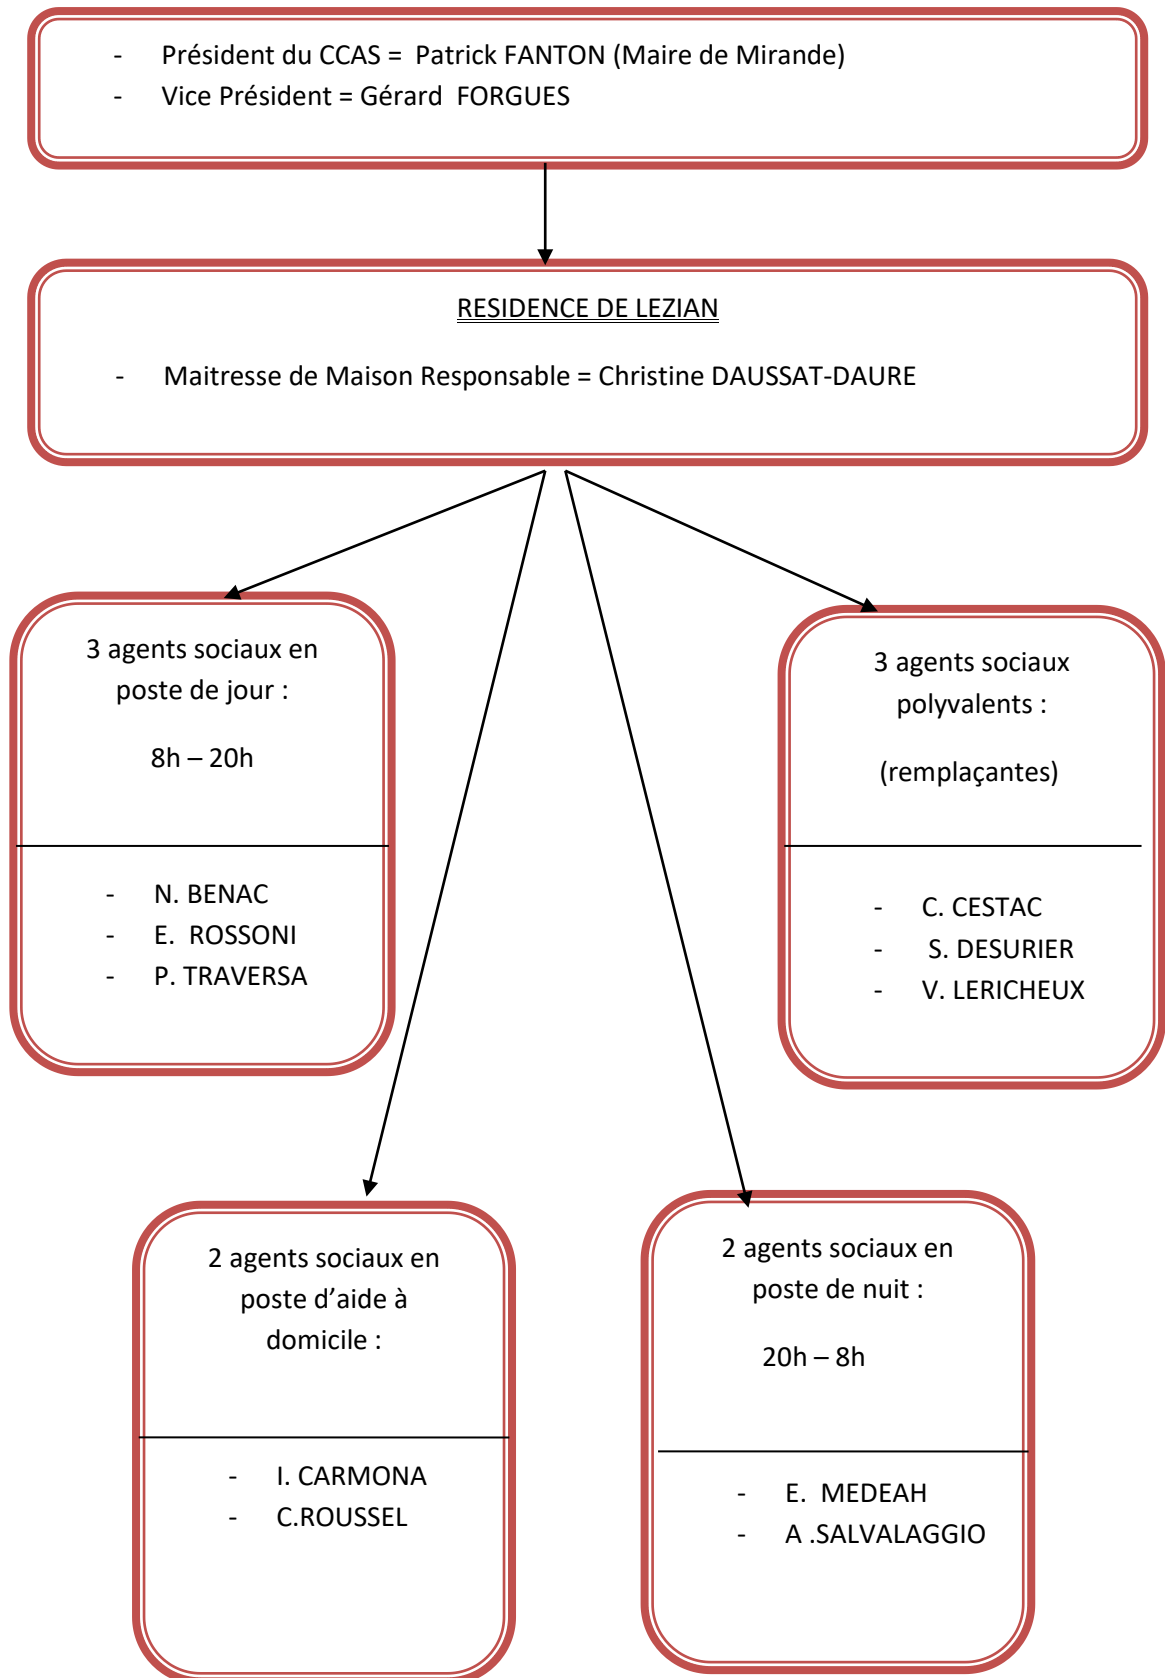 - Président du CCAS = Patrick FANTON (Maire de Mirande)
- Vice Président = Gérard FORGUES
RESIDENCE DE LEZIAN
- Maitresse de Maison Responsable = Christine DAUSSAT-DAURE
3 agents sociaux en
poste de jour :
8h – 20h
- N. BENAC
- E. ROSSONI
- P. TRAVERSA
3 agents sociaux
polyvalents :
(remplaçantes)
- C. CESTAC
- S. DESURIER
- V. LERICHEUX
2 agents sociaux en
poste d’aide à
domicile :
- I. CARMONA
- C.ROUSSEL
2 agents sociaux en
poste de nuit :
20h – 8h
- E. MEDEAH
- A .SALVALAGGIO